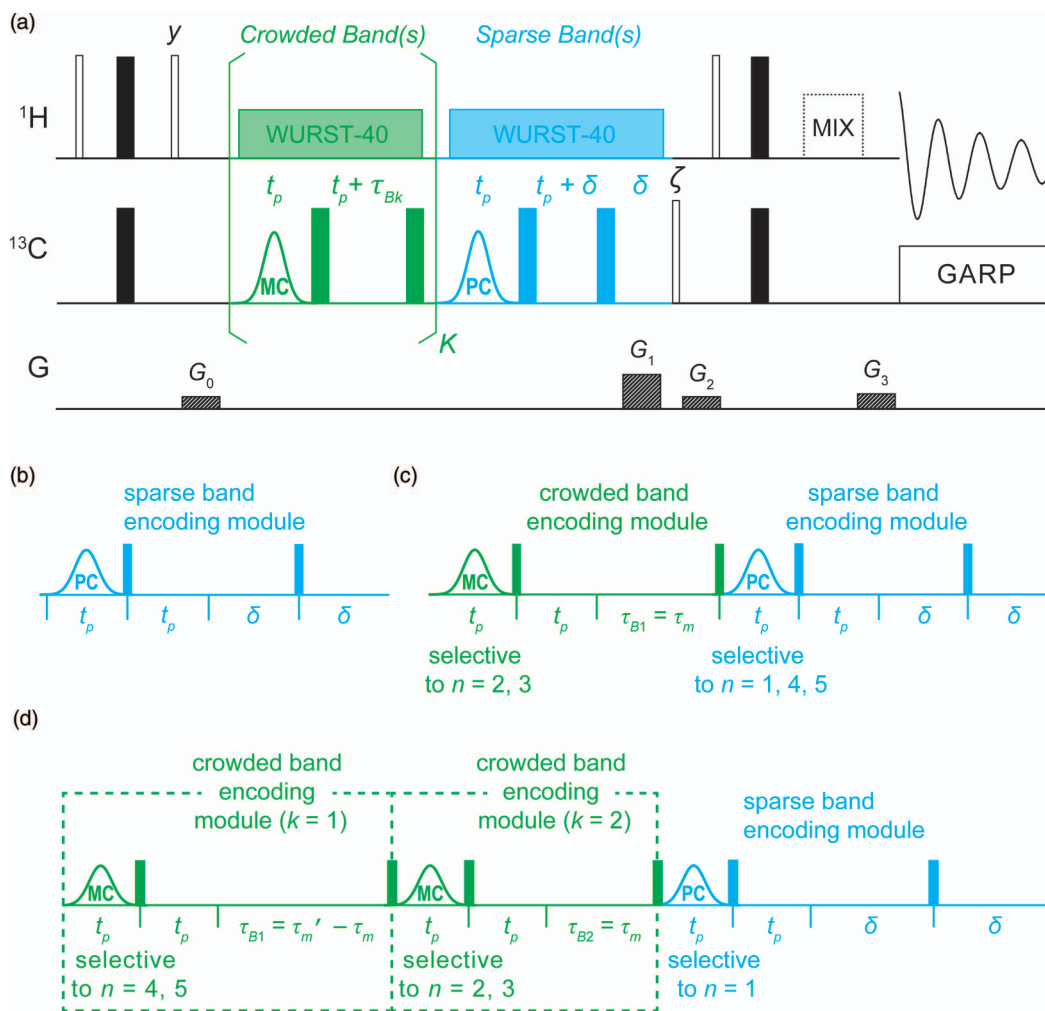 (a)
y
Crowded Band(s)
Sparse Band(s)
¹H
WURST-40
WURST-40
MIX
tₚ
tₚ + τ_Bk
tₚ
tₚ + δ
δ
ζ
¹³C
MC
PC
GARP
K
G
G₀
G₁
G₂
G₃
(b)
sparse band
encoding module
PC
tₚ
tₚ
δ
δ
(c)
crowded band
encoding module
sparse band
encoding module
MC
PC
tₚ
tₚ
τ_B1 = τₘ
tₚ
tₚ
δ
δ
selective
to n = 2, 3
selective
to n = 1, 4, 5
(d)
crowded band
encoding
module (k = 1)
crowded band
encoding
module (k = 2)
sparse band
encoding module
MC
MC
PC
tₚ
tₚ
τ_B1 = τₘ′ − τₘ
tₚ
tₚ
τ_B2 = τₘ
tₚ
tₚ
δ
δ
selective
to n = 4, 5
selective
to n = 2, 3
selective
to n = 1